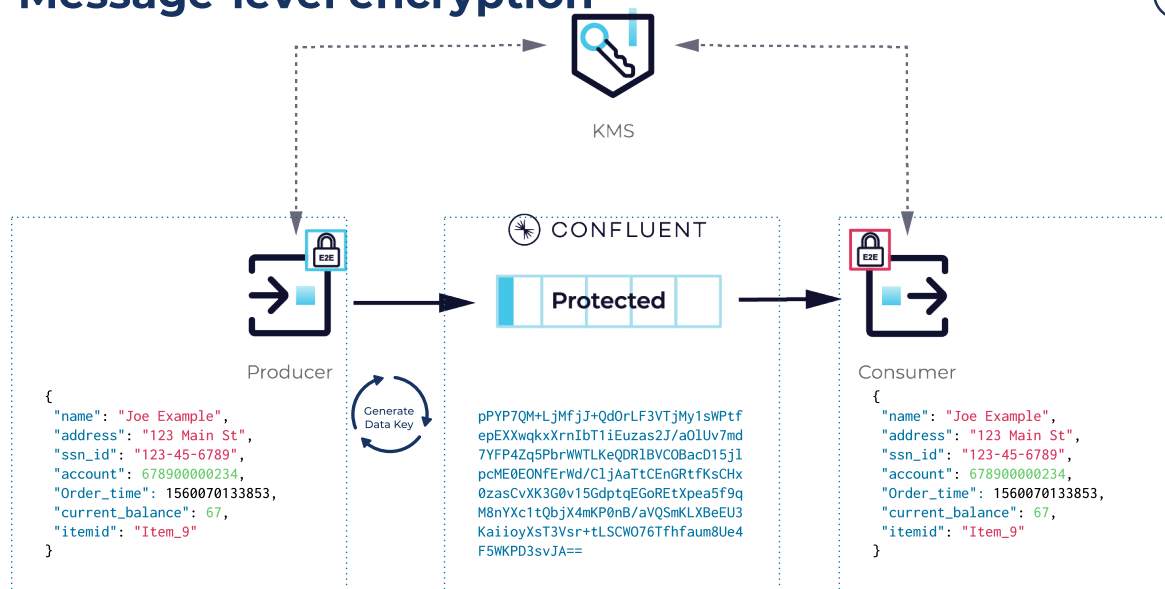 Message-level encryption
KMS
CONFLUENT
E2E
E2E
Protected
Producer
Consumer
Generate
Data Key
{
"name": "Joe Example",
"address": "123 Main St",
"ssn_id": "123-45-6789",
"account": 678900000234,
"Order_time": 1560070133853,
"current_balance": 67,
"itemid": "Item_9"
}
pPYP7QM+LjMfjJ+QdOrLF3VTjMy1sWPtf
epEXXwqkxXrnIbT1iEuzas2J/aOlUv7md
7YFP4Zq5PbrWWTLKeQDRlBVCOBacD15jl
pcME0EONfErWd/CljAaTtCEnGRtfKsCHx
0zasCvXK3G0v15GdptqEGoREtXpea5f9q
M8nYXc1tQbjX4mKP0nB/aVQSmKLXBeEU3
KaiioyXsT3Vsr+tLSCWO76Tfhfaum8Ue4
F5WKPD3svJA==
{
"name": "Joe Example",
"address": "123 Main St",
"ssn_id": "123-45-6789",
"account": 678900000234,
"Order_time": 1560070133853,
"current_balance": 67,
"itemid": "Item_9"
}